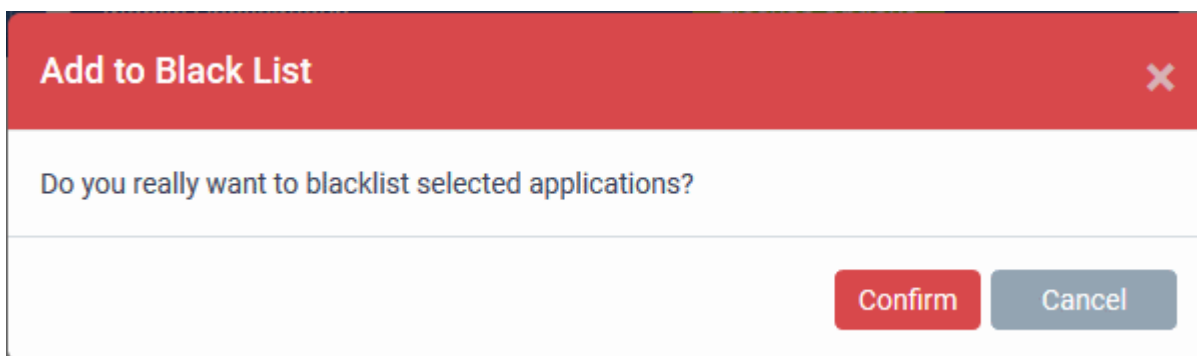 Add to Black List
Do you really want to blacklist selected applications?
Confirm Cancel